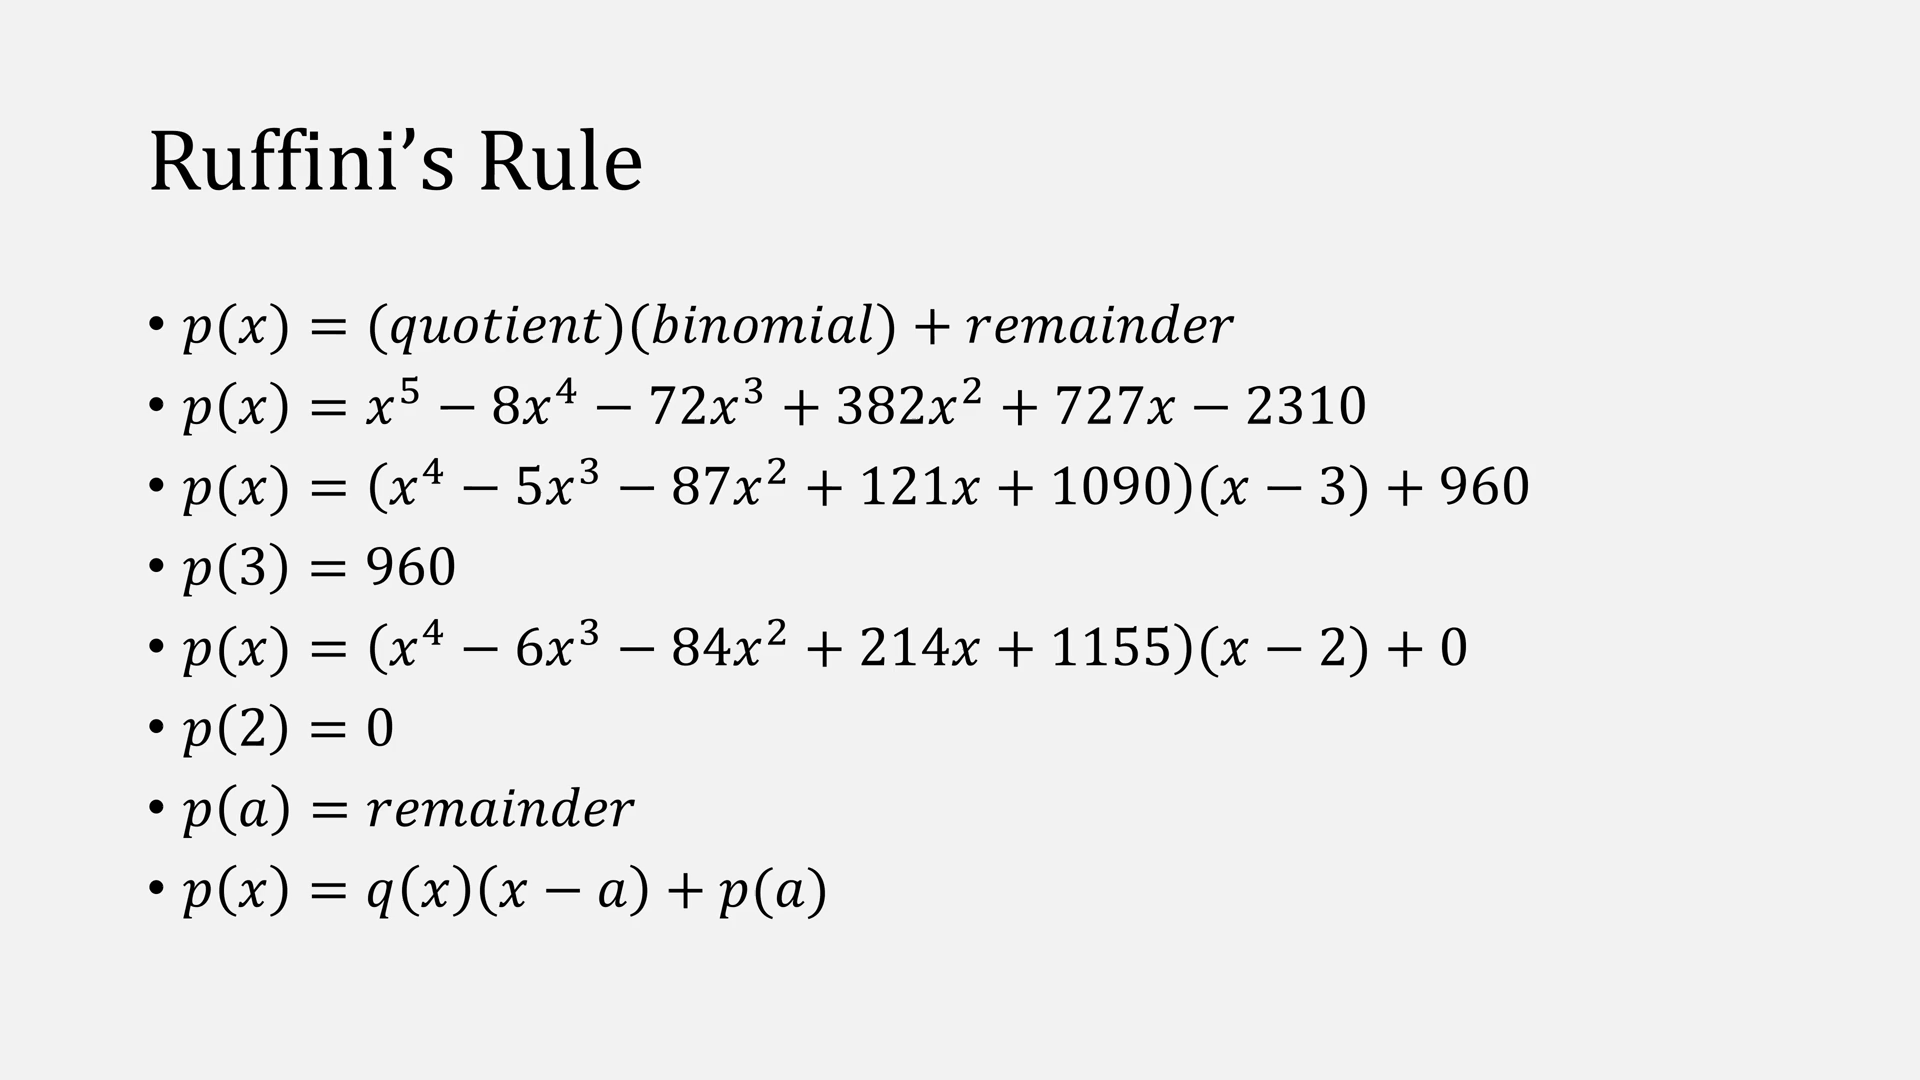 Ruffini’s Rule
• p(x) = (quotient)(binomial) + remainder
• p(x) = x⁵ − 8x⁴ − 72x³ + 382x² + 727x − 2310
• p(x) = (x⁴ − 5x³ − 87x² + 121x + 1090)(x − 3) + 960
• p(3) = 960
• p(x) = (x⁴ − 6x³ − 84x² + 214x + 1155)(x − 2) + 0
• p(2) = 0
• p(a) = remainder
• p(x) = q(x)(x − a) + p(a)